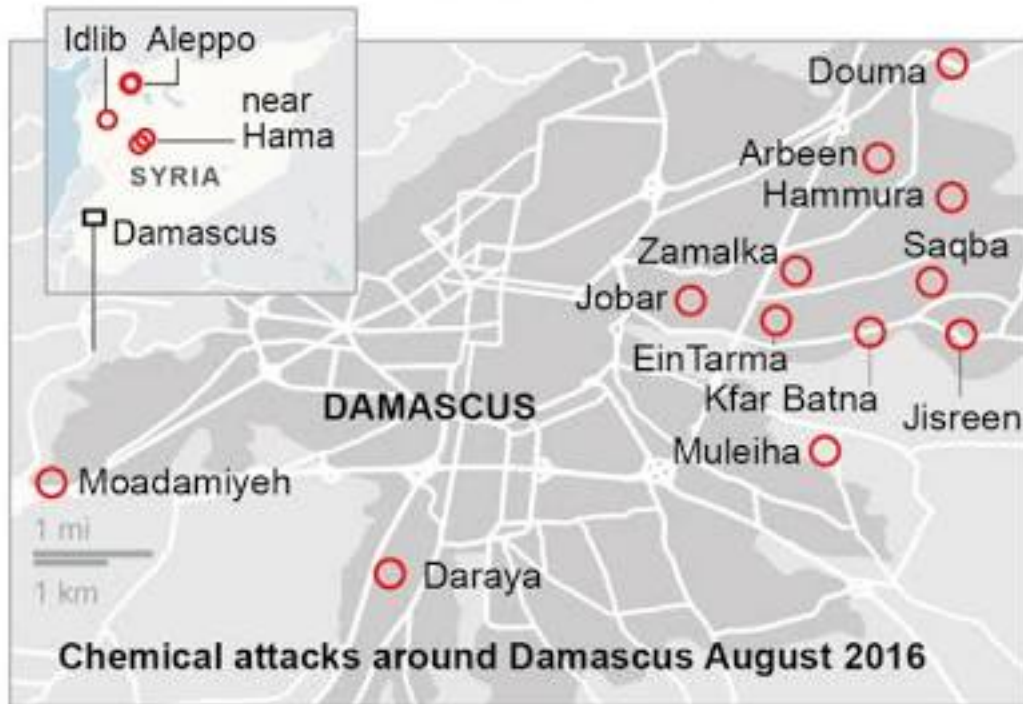 Idlib
Aleppo
near
Hama
SYRIA
Damascus
Douma
Arbeen
Hammura
Zamalka
Saqba
Jobar
EinTarma
Kfar Batna
Jisreen
DAMASCUS
Muleiha
Moadamiyeh
1 mi
1 km
Daraya
Chemical attacks around Damascus August 2016